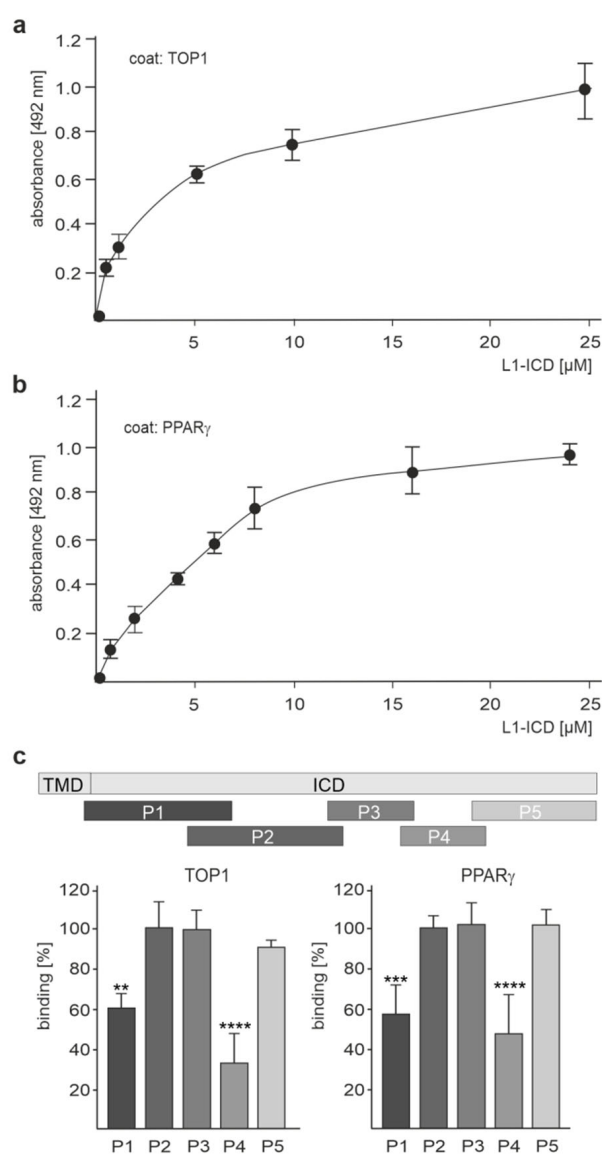 a
coat: TOP1
absorbance [492 nm]
1.2
1.0
0.8
0.6
0.4
0.2
5 10 15 20 25
L1-ICD [µM]
b
coat: PPARγ
absorbance [492 nm]
1.2
1.0
0.8
0.6
0.4
0.2
5 10 15 20 25
L1-ICD [µM]
c
TMD ICD
P1 P3 P5
P2 P4
TOP1
binding [%]
120
100
80
60
40
20
** ****
P1 P2 P3 P4 P5
PPARγ
binding [%]
120
100
80
60
40
20
*** ****
P1 P2 P3 P4 P5